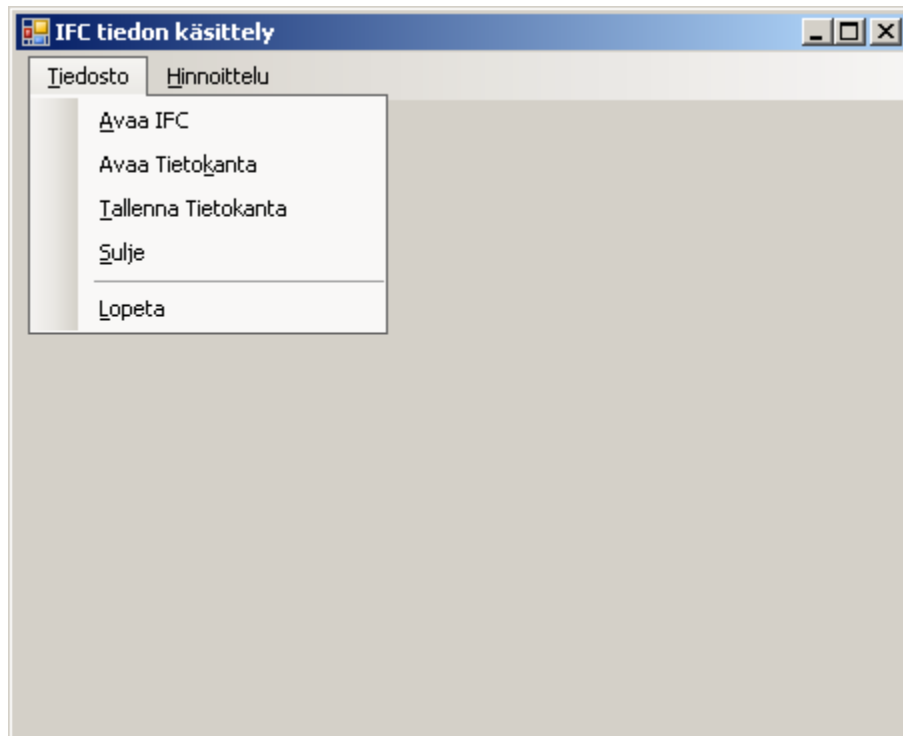 IFC tiedon käsittely
Tiedosto Hinnoittelu
Avaa IFC
Avaa Tietokanta
Tallenna Tietokanta
Sulje
Lopeta